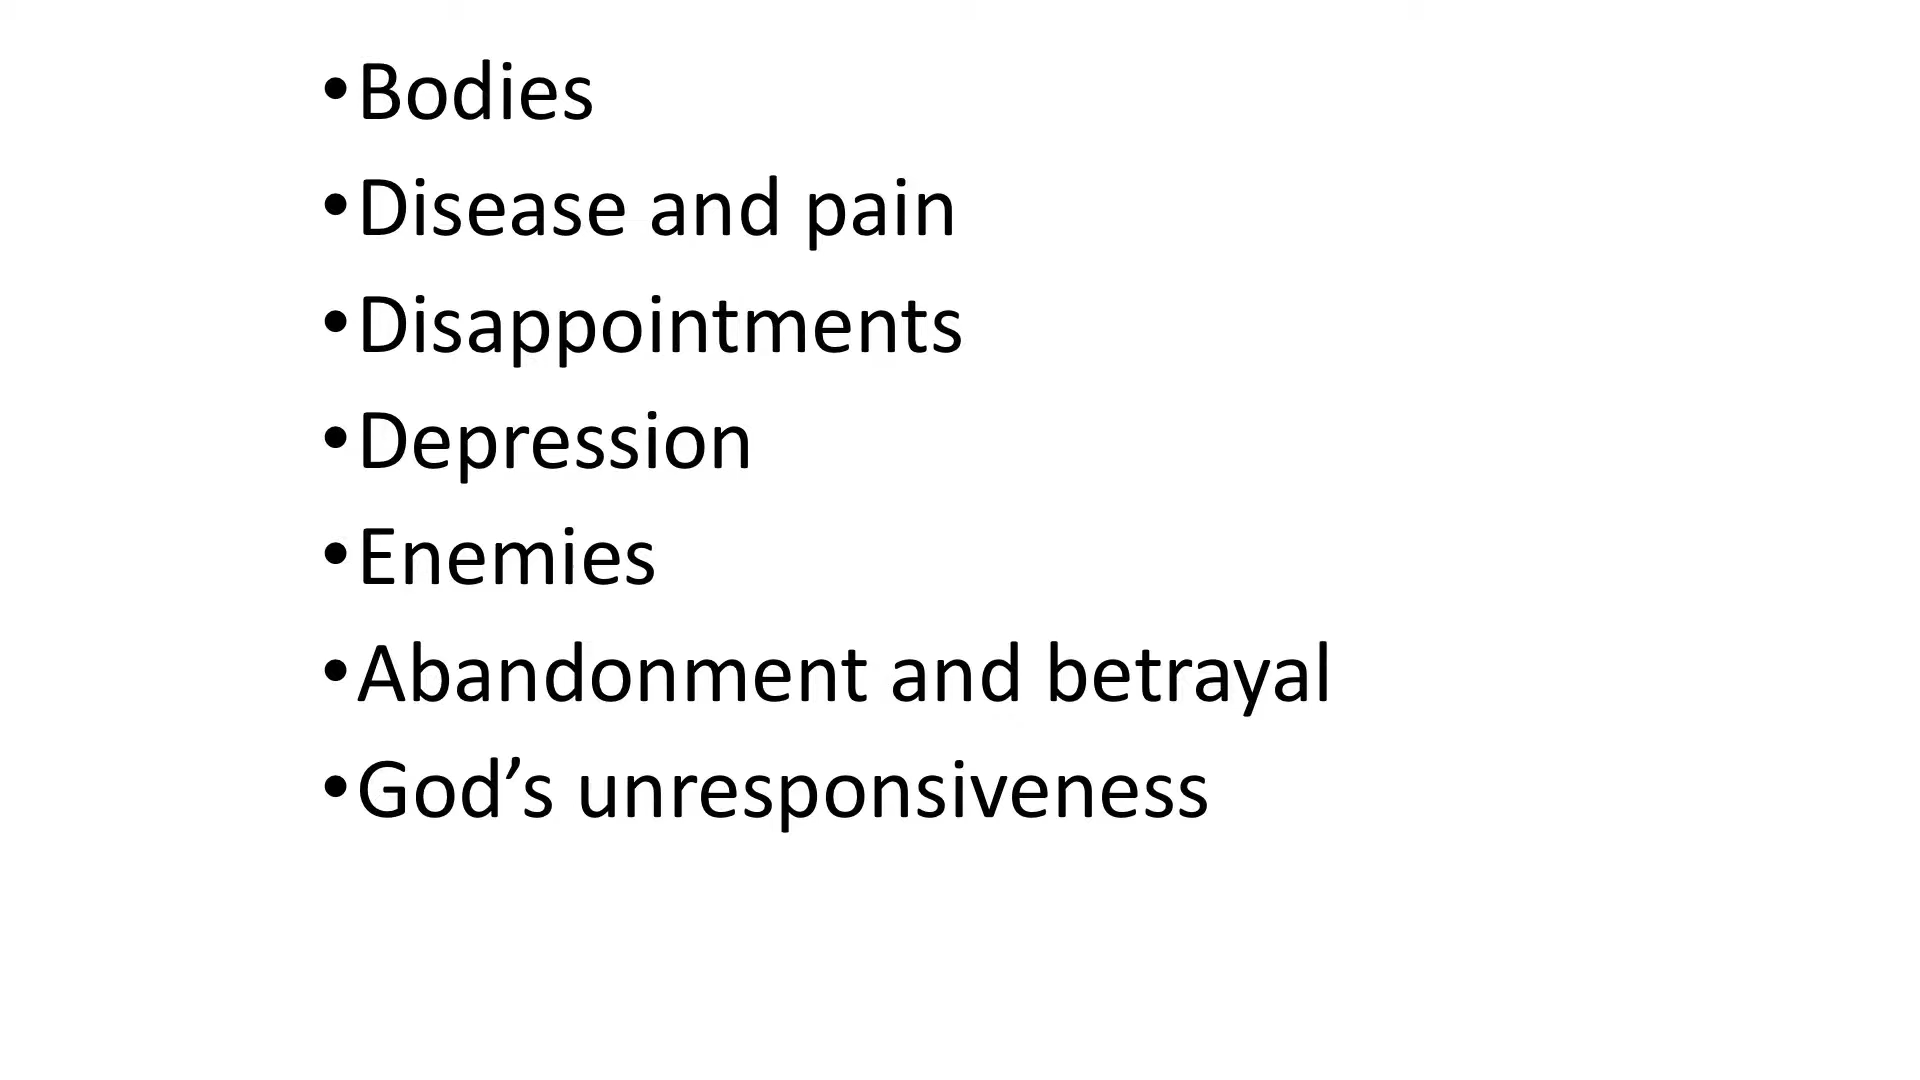 •Bodies
•Disease and pain
•Disappointments
•Depression
•Enemies
•Abandonment and betrayal
•God’s unresponsiveness